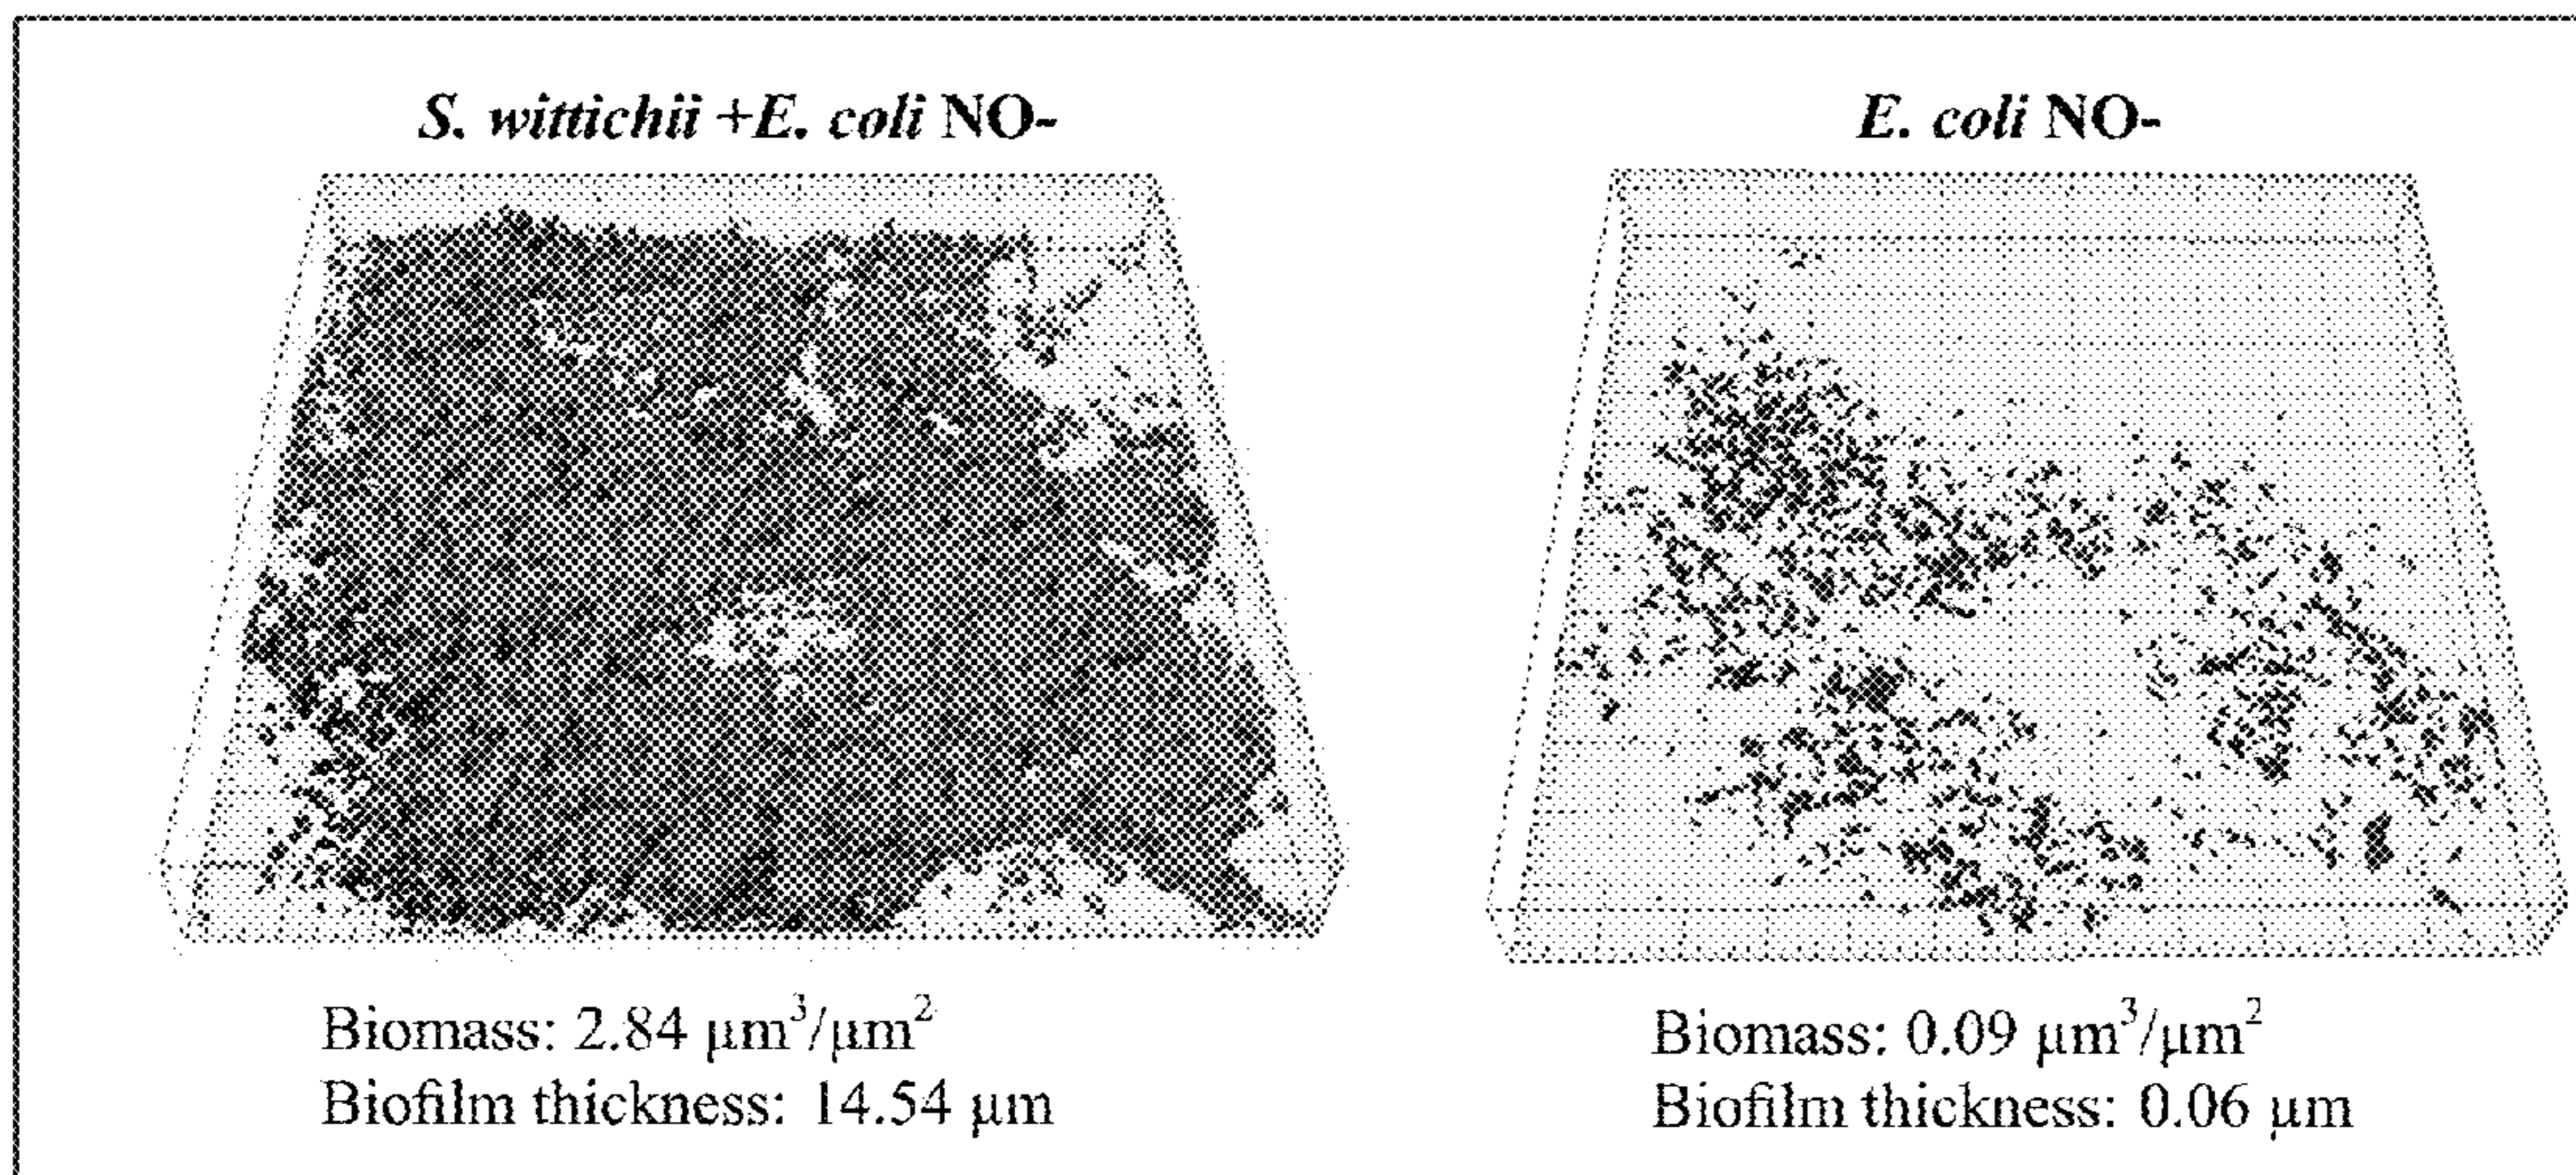 S. wittichii +E. coli NO-
E. coli NO-
Biomass: 2.84 μm³/μm²
Biofilm thickness: 14.54 μm
Biomass: 0.09 μm³/μm²
Biofilm thickness: 0.06 μm